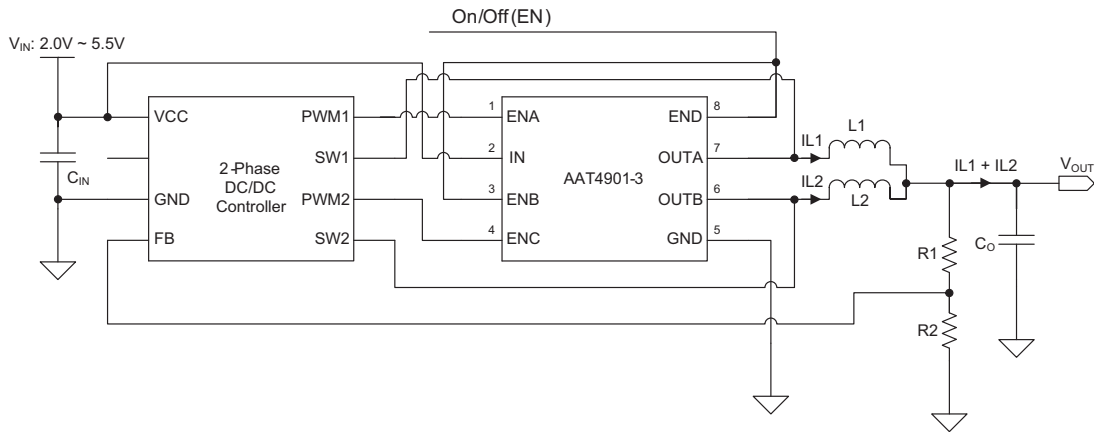 On/Off(EN)
VIN: 2.0V ~ 5.5V
CIN
VCC
GND
FB
2-Phase
DC/DC
Controller
PWM1
SW1
PWM2
SW2
1
2
3
4
ENA
IN
ENB
ENC
AAT4901-3
END
OUTA
OUTB
GND
8
7
6
5
IL1
L1
IL2
L2
IL1 + IL2
VOUT
R1
R2
CO